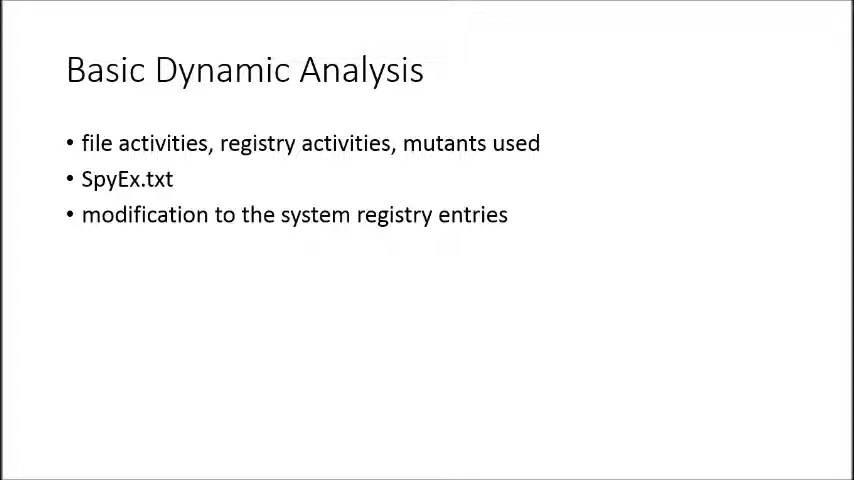 Basic Dynamic Analysis
• file activities, registry activities, mutants used
• SpyEx.txt
• modification to the system registry entries